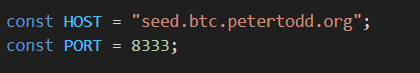 const HOST = "seed.btc.petertodd.org";
const PORT = 8333;